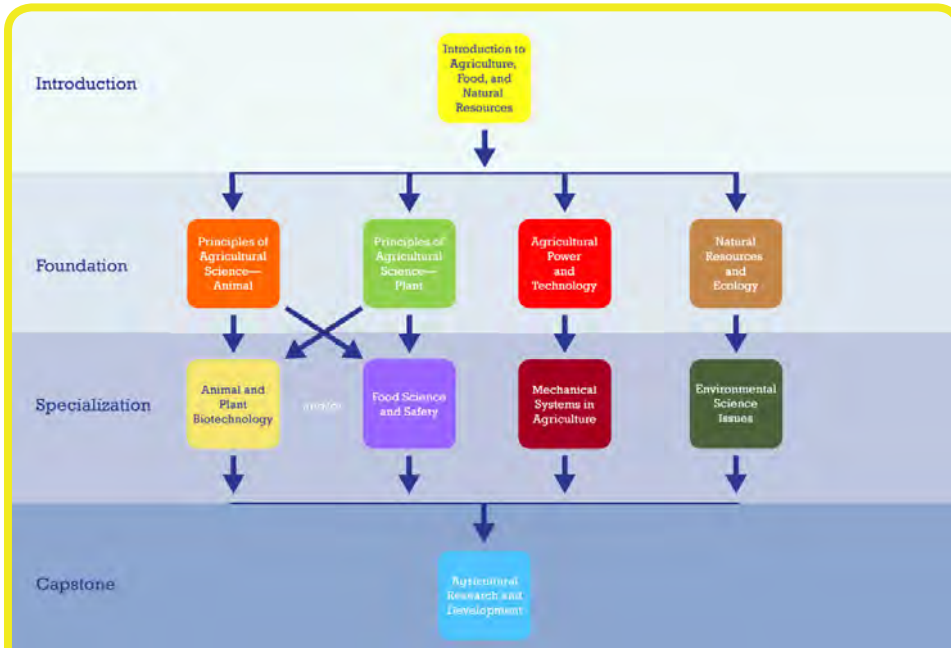 Introduction
Introduction to
Agriculture,
Food, and
Natural
Resources
Foundation
Principles of
Agricultural
Science—
Animal
Principles of
Agricultural
Science—
Plant
Agricultural
Power
and
Technology
Natural
Resources
and
Ecology
Specialization
Animal and
Plant
Biotechnology
Food Science
and Safety
Mechanical
Systems in
Agriculture
Environmental
Science
Issues
Capstone
Agricultural
Research and
Development